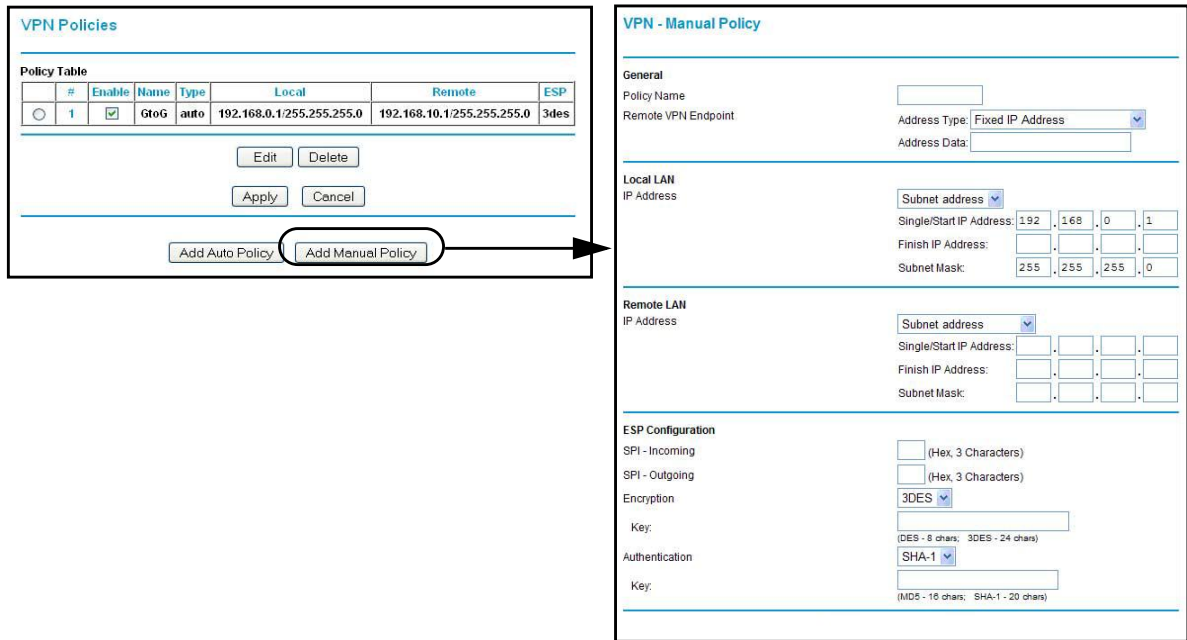 VPN Policies
Policy Table
# Enable Name Type Local Remote ESP
1 GtoG auto 192.168.0.1/255.255.255.0 192.168.10.1/255.255.255.0 3des
Edit Delete
Apply Cancel
Add Auto Policy Add Manual Policy
VPN - Manual Policy
General
Policy Name
Remote VPN Endpoint Address Type: Fixed IP Address
Address Data:
Local LAN
IP Address Subnet address
Single/Start IP Address: 192 . 168 . 0 . 1
Finish IP Address: . . .
Subnet Mask: 255 . 255 . 255 . 0
Remote LAN
IP Address Subnet address
Single/Start IP Address: . . .
Finish IP Address: . . .
Subnet Mask: . . .
ESP Configuration
SPI - Incoming (Hex, 3 Characters)
SPI - Outgoing (Hex, 3 Characters)
Encryption 3DES
Key:
(DES - 8 chars; 3DES - 24 chars)
Authentication SHA-1
Key:
(MD5 - 16 chars; SHA-1 - 20 chars)